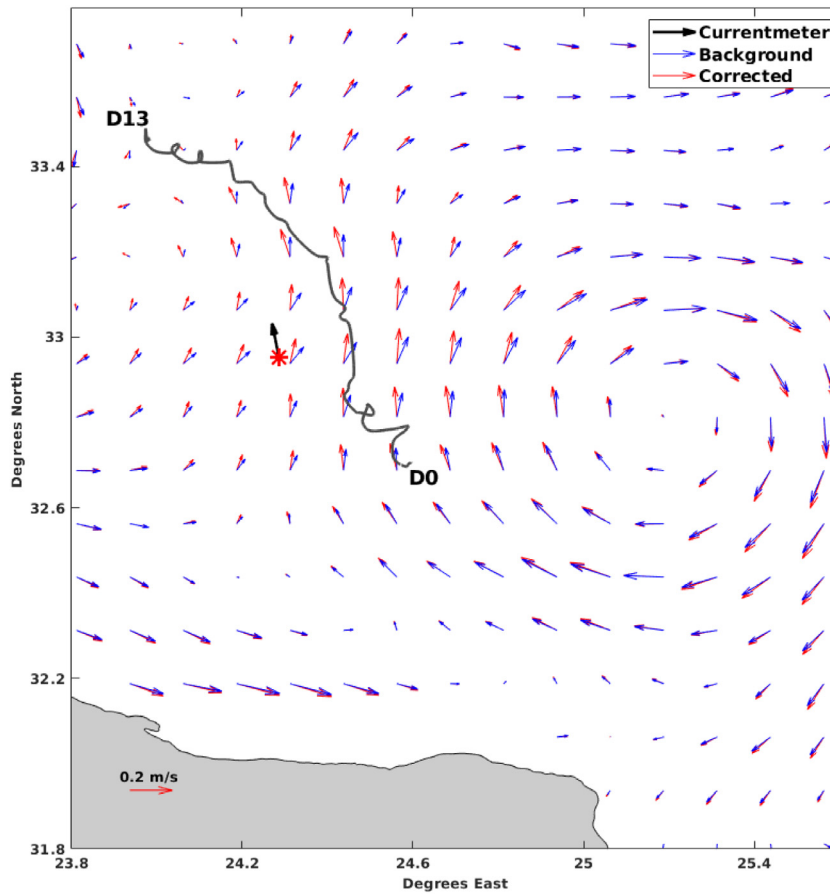 Currentmeter
Background
Corrected
D13
33.4
33
Degrees North
D0
32.6
32.2
0.2 m/s
31.8
23.8 24.2 24.6 25 25.4
Degrees East